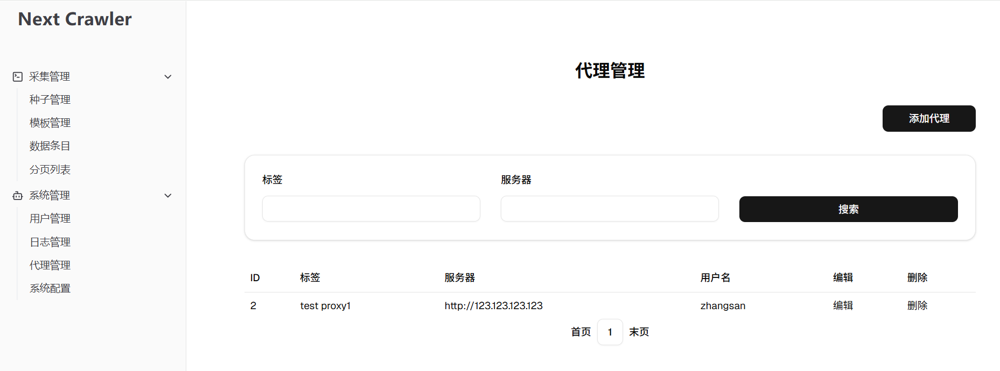 Next Crawler
采集管理
种子管理
模板管理
数据条目
分页列表
系统管理
用户管理
日志管理
代理管理
系统配置
代理管理
添加代理
标签 服务器
搜索
ID 标签 服务器 用户名 编辑 删除
2 test proxy1 http://123.123.123.123 zhangsan 编辑 删除
首页 1 末页